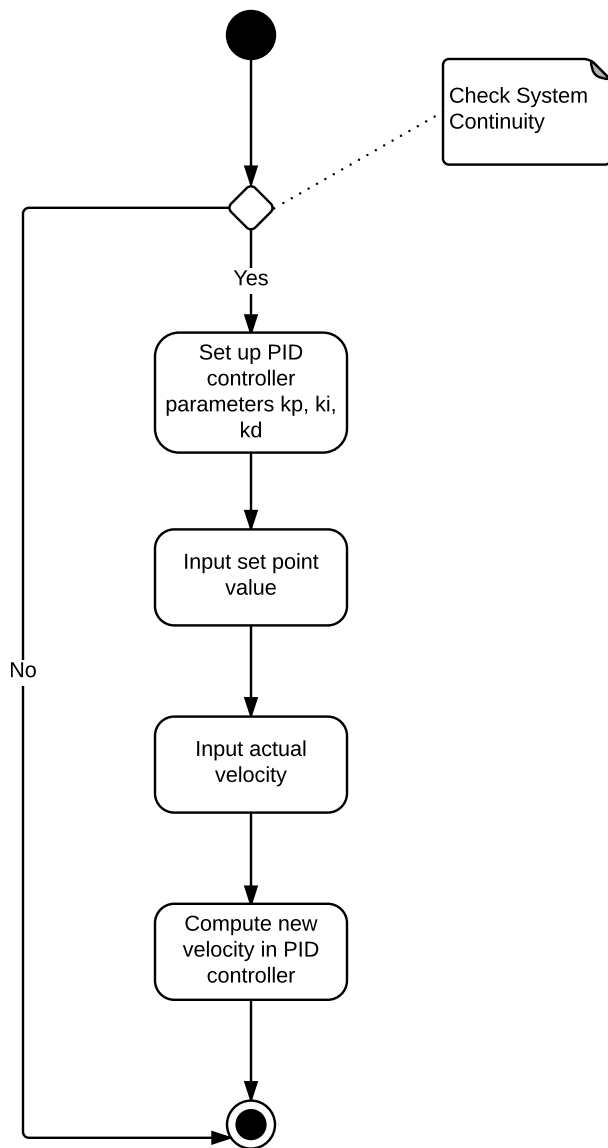 Check System
Continuity
Yes
Set up PID
controller
parameters kp, ki,
kd
Input set point
value
No
Input actual
velocity
Compute new
velocity in PID
controller